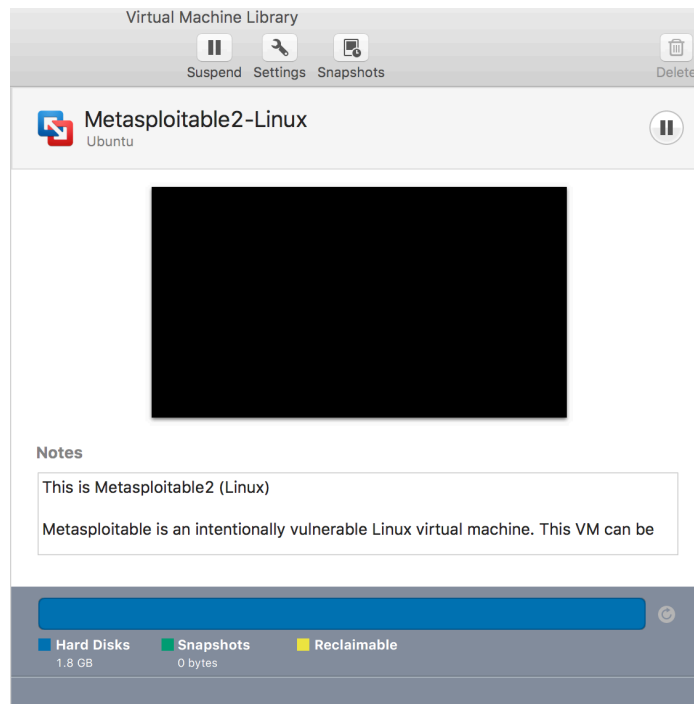 Virtual Machine Library
Suspend Settings Snapshots Delete
Metasploitable2-Linux
Ubuntu
Notes
This is Metasploitable2 (Linux)
Metasploitable is an intentionally vulnerable Linux virtual machine. This VM can be
Hard Disks Snapshots Reclaimable
1.8 GB 0 bytes